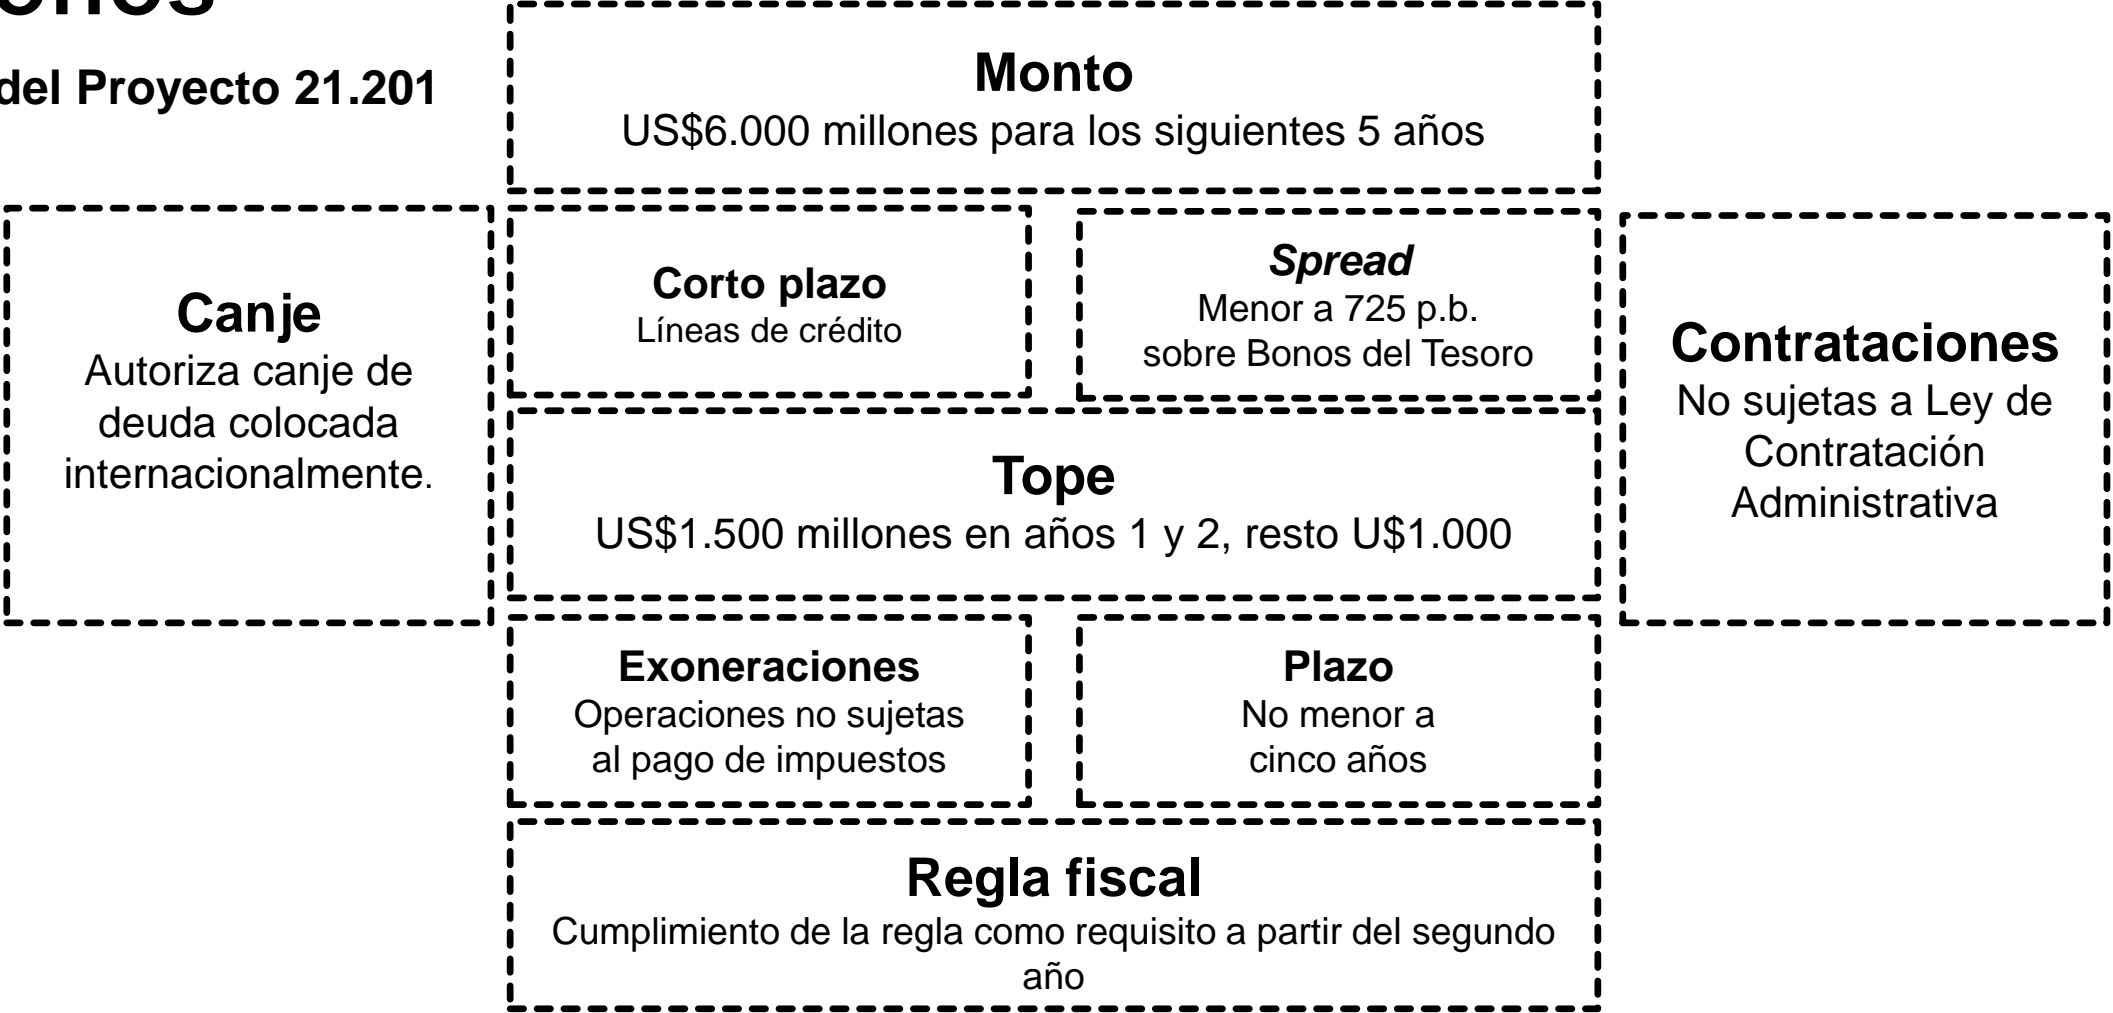 del Proyecto 21.201
Monto
US$6.000 millones para los siguientes 5 años
Canje
Autoriza canje de
deuda colocada
internacionalmente.
Corto plazo
Líneas de crédito
Spread
Menor a 725 p.b.
sobre Bonos del Tesoro
Contrataciones
No sujetas a Ley de
Contratación
Administrativa
Tope
US$1.500 millones en años 1 y 2, resto U$1.000
Exoneraciones
Operaciones no sujetas
al pago de impuestos
Plazo
No menor a
cinco años
Regla fiscal
Cumplimiento de la regla como requisito a partir del segundo
año